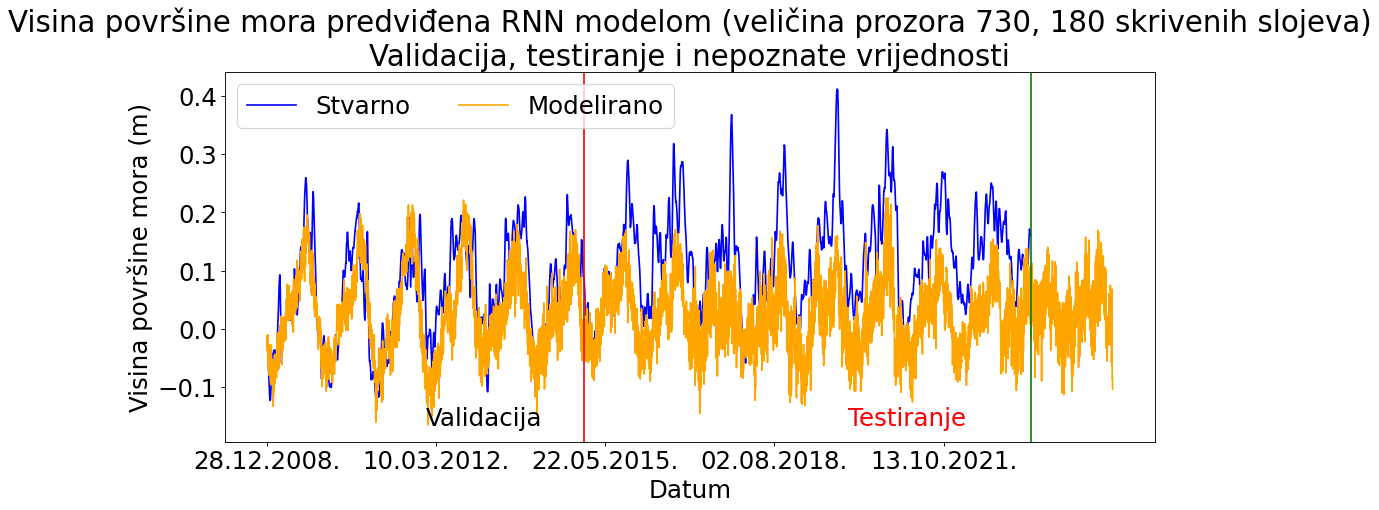 Visina površine mora predviđena RNN modelom (veličina prozora 730, 180 skrivenih slojeva)
Validacija, testiranje i nepoznate vrijednosti
Stvarno
Modelirano
Visina površine mora (m)
0.4
0.3
0.2
0.1
0.0
−0.1
Validacija
Testiranje
28.12.2008.
10.03.2012.
22.05.2015.
02.08.2018.
13.10.2021.
Datum